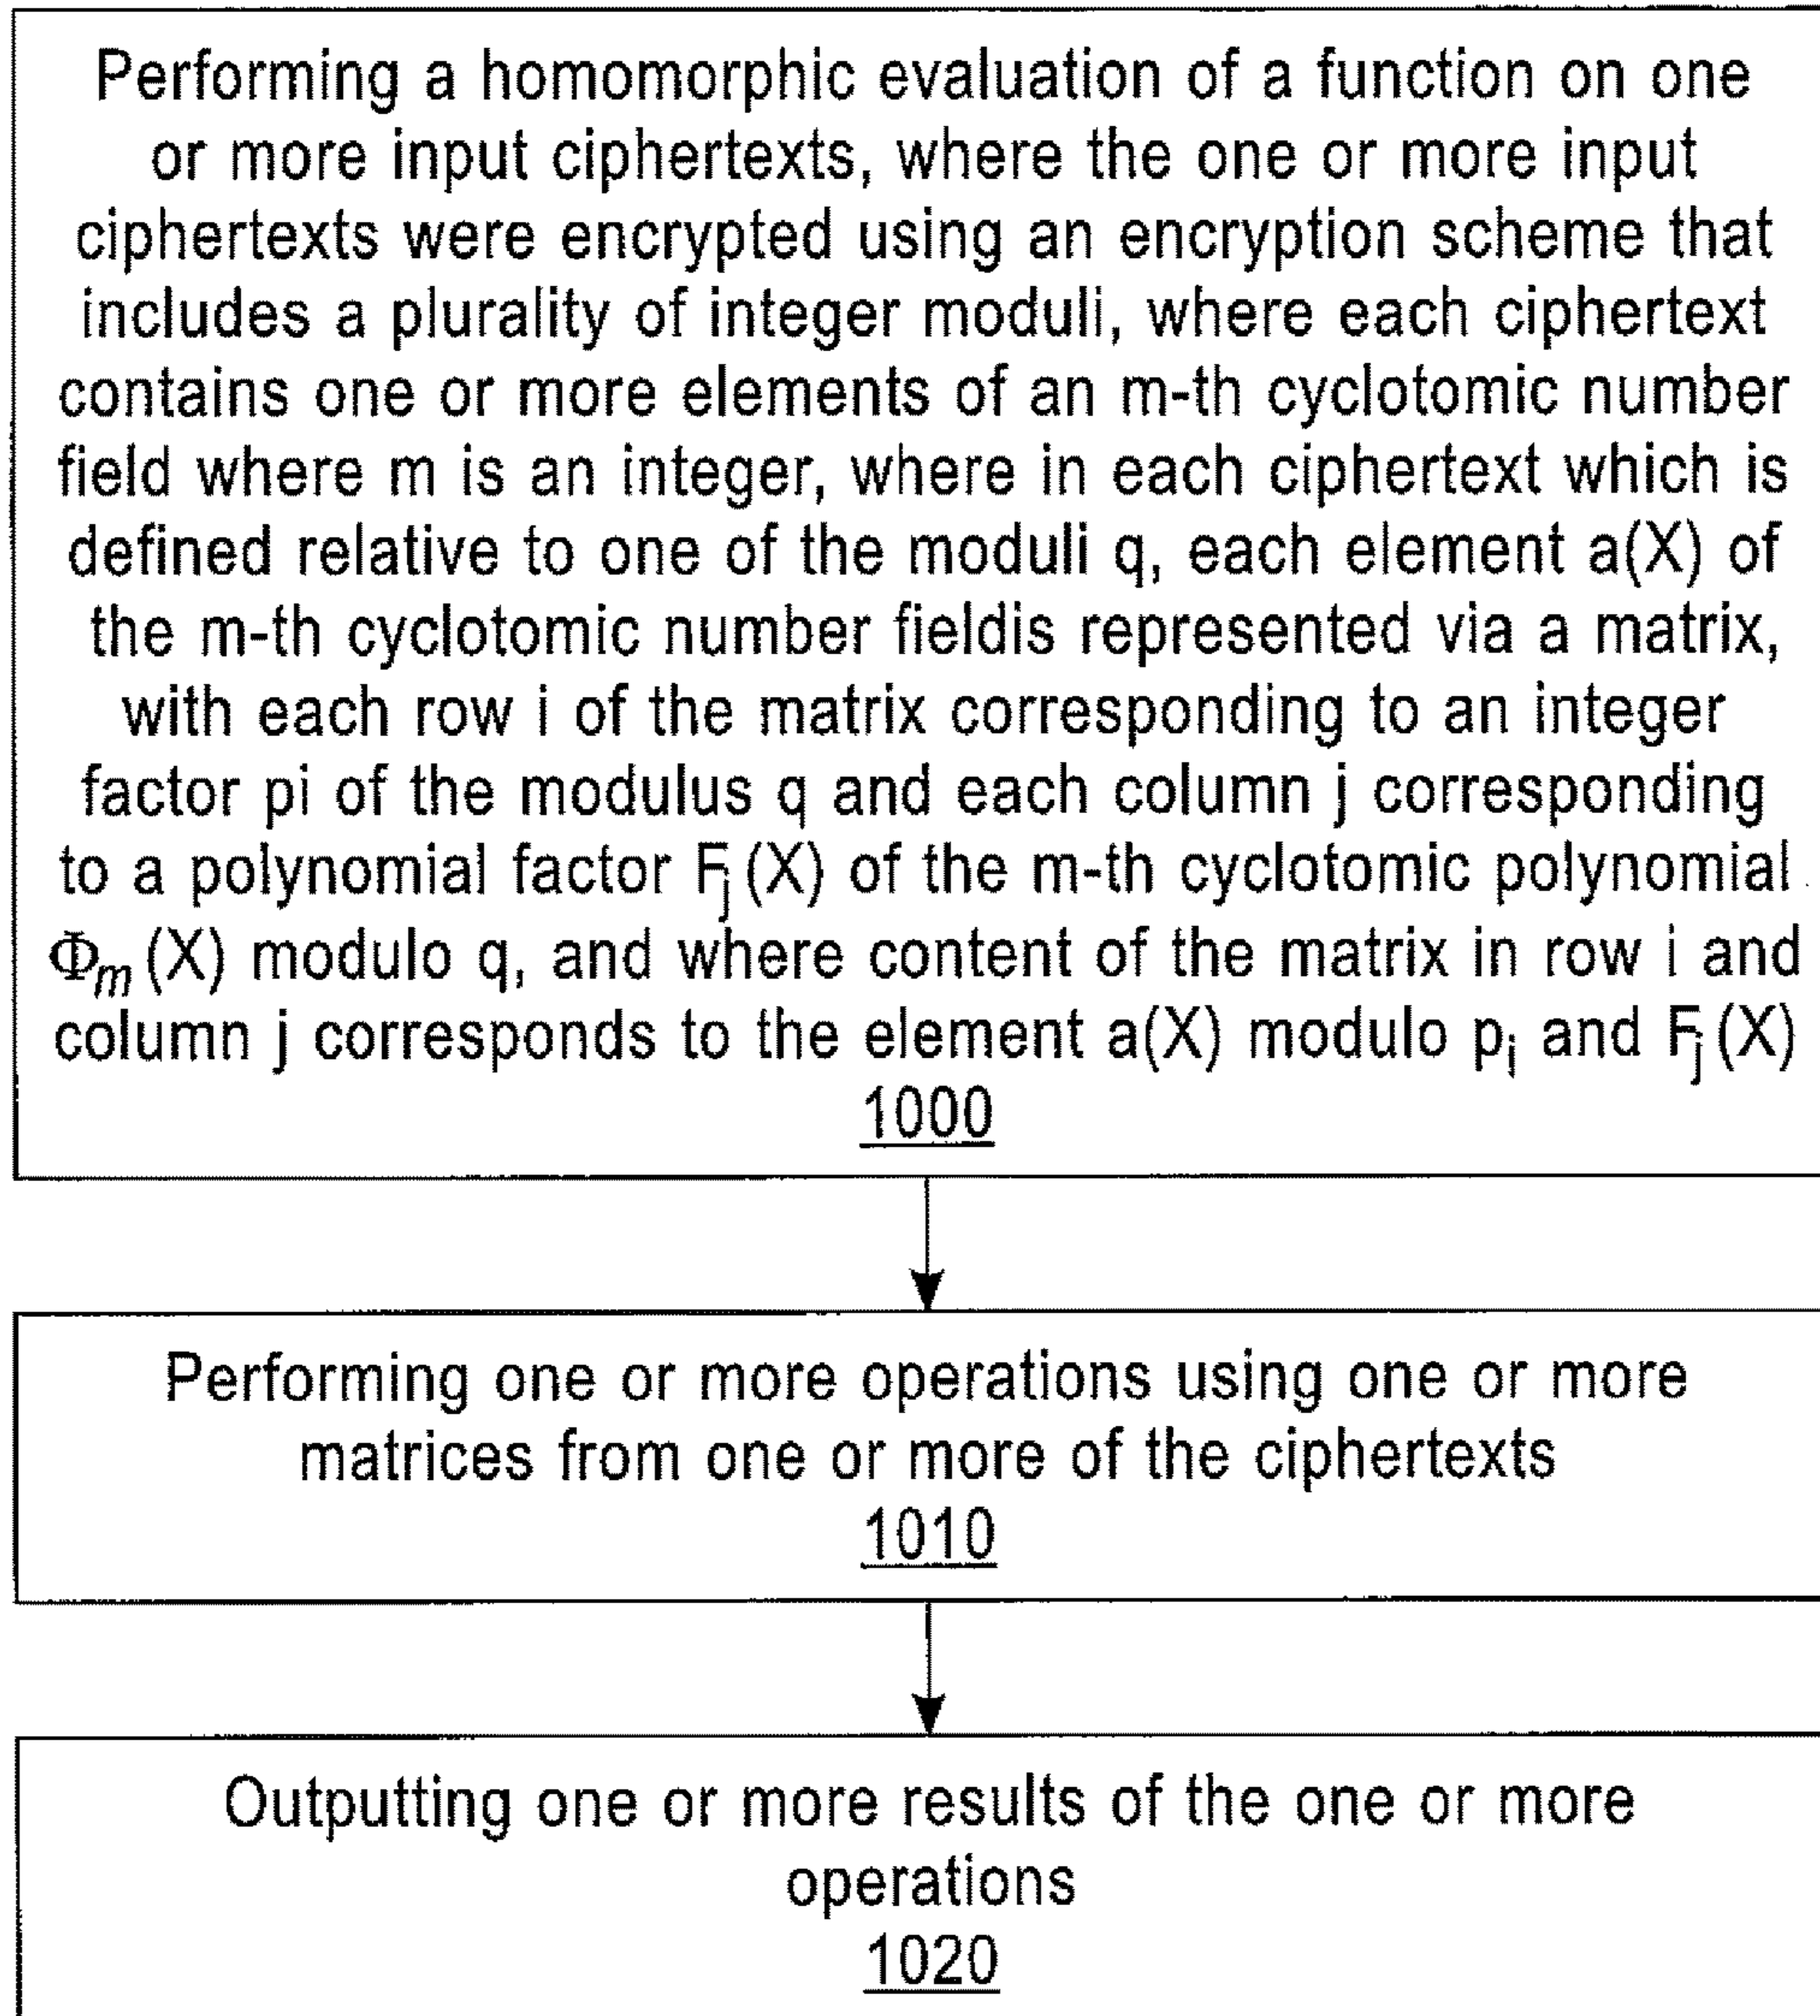 Performing a homomorphic evaluation of a function on one
or more input ciphertexts, where the one or more input
ciphertexts were encrypted using an encryption scheme that
includes a plurality of integer moduli, where each ciphertext
contains one or more elements of an m-th cyclotomic number
field where m is an integer, where in each ciphertext which is
defined relative to one of the moduli q, each element a(X) of
the m-th cyclotomic number fieldis represented via a matrix,
with each row i of the matrix corresponding to an integer
factor pi of the modulus q and each column j corresponding
to a polynomial factor Fⱼ(X) of the m-th cyclotomic polynomial
Φₘ(X) modulo q, and where content of the matrix in row i and
column j corresponds to the element a(X) modulo pᵢ and Fⱼ(X)
1000
Performing one or more operations using one or more
matrices from one or more of the ciphertexts
1010
Outputting one or more results of the one or more
operations
1020